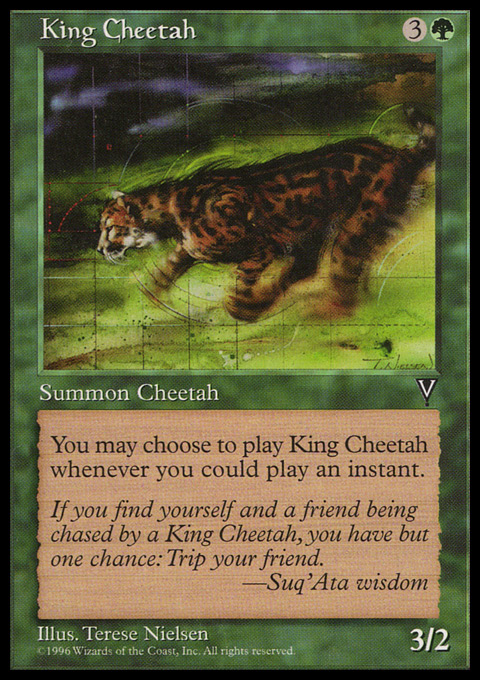 King Cheetah 3
T. Nielsen
Summon Cheetah
You may choose to play King Cheetah
whenever you could play an instant.
If you find yourself and a friend being
chased by a King Cheetah, you have but
one chance: Trip your friend.
—Suq'Ata wisdom
Illus. Terese Nielsen
©1996 Wizards of the Coast, Inc. All rights reserved.
3/2